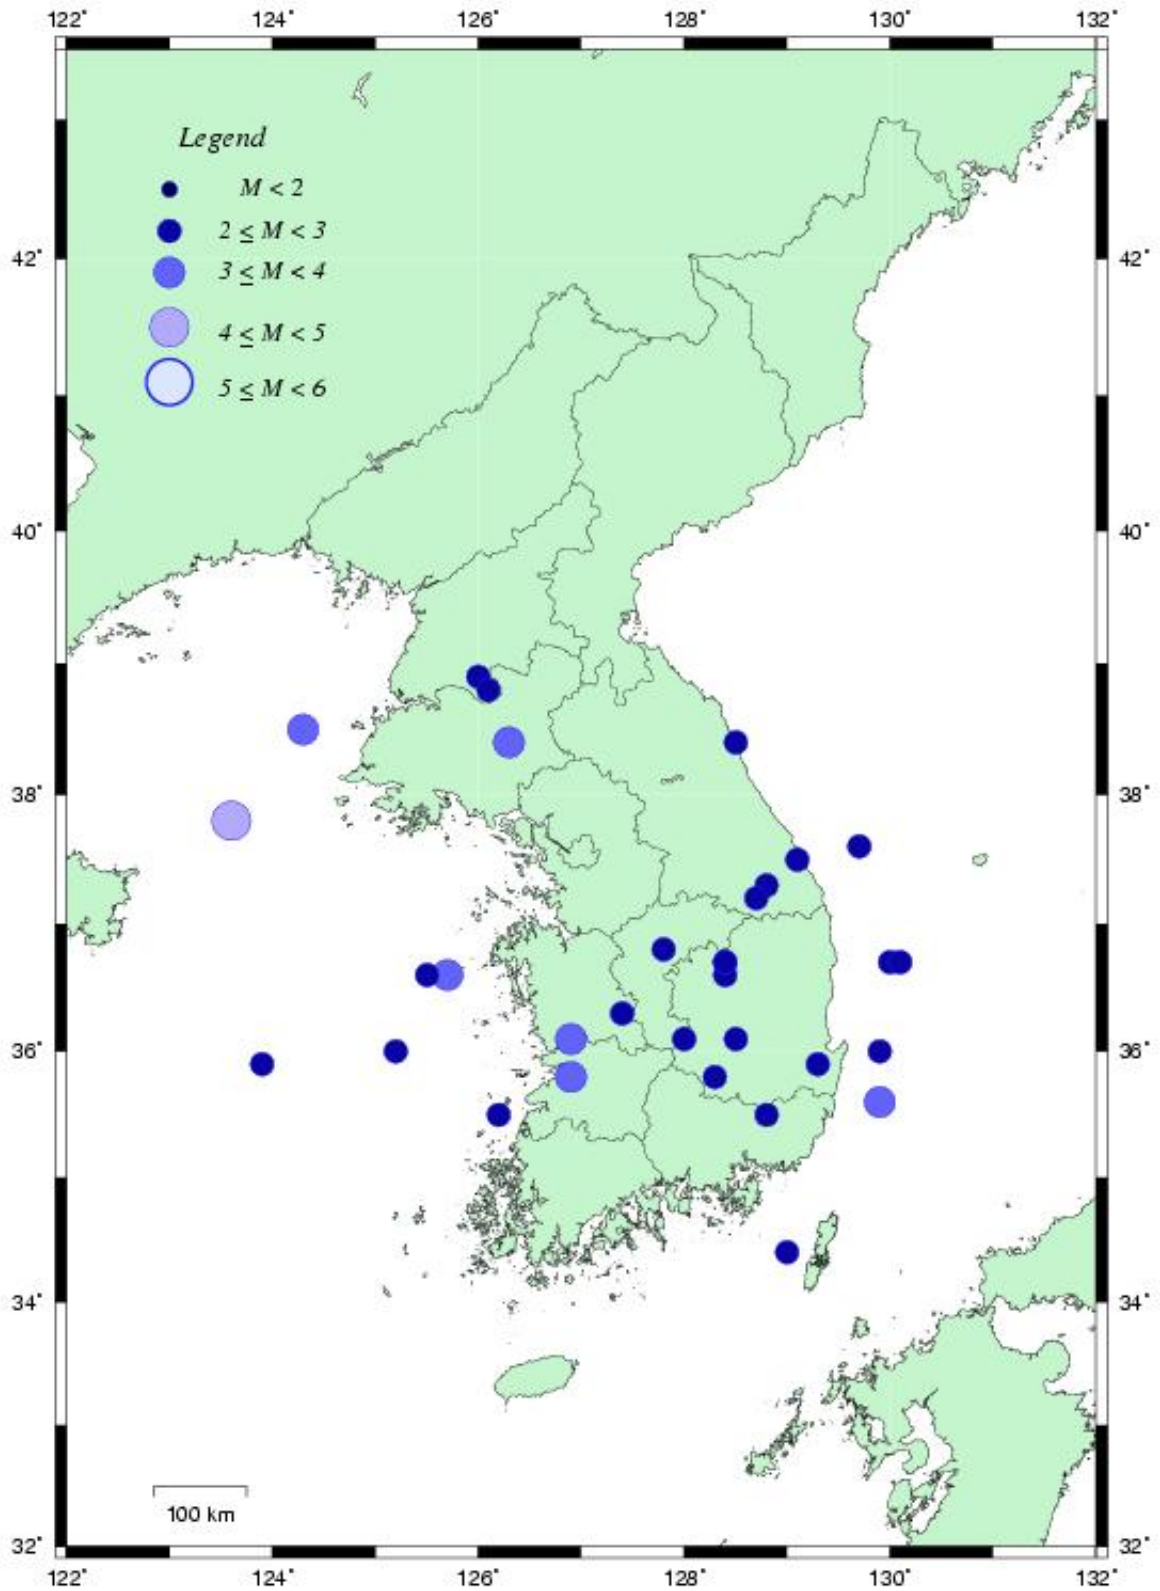 122° 124° 126° 128° 130° 132°
Legend
M < 2
2 ≤ M < 3
42° 42°
3 ≤ M < 4
4 ≤ M < 5
5 ≤ M < 6
40° 40°
38° 38°
36° 36°
34° 34°
100 km
32° 32°
122° 124° 126° 128° 130° 132°